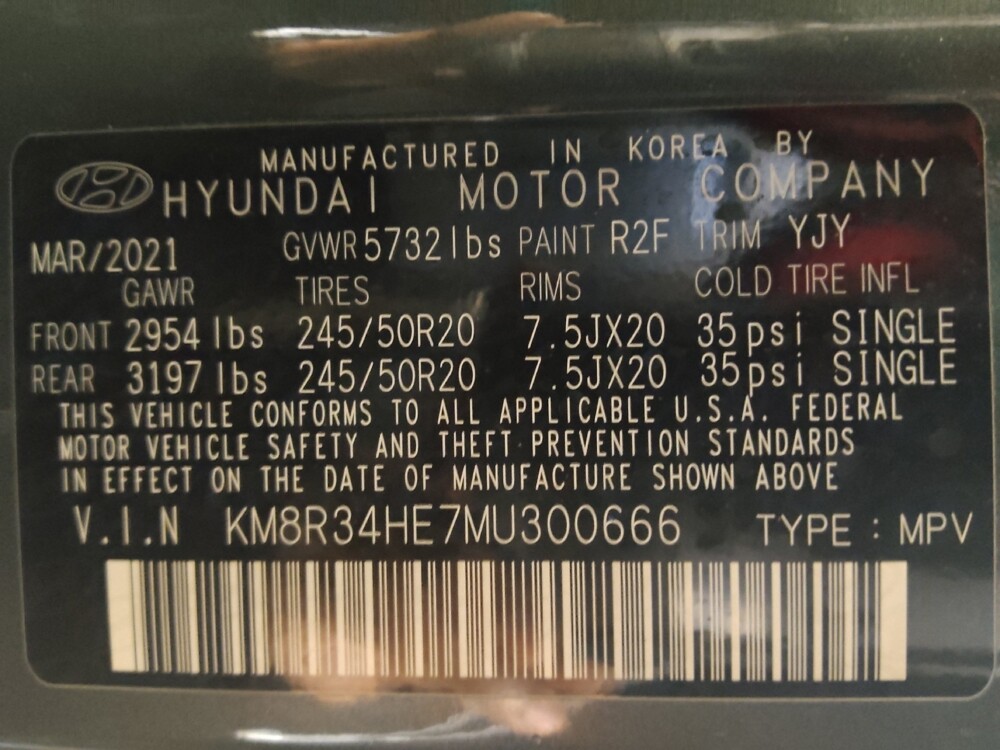 MANUFACTURED IN KOREA BY
HYUNDAI MOTOR COMPANY
MAR/2021 GVWR 5732 lbs PAINT R2F TRIM YJY
GAWR TIRES RIMS COLD TIRE INFL
FRONT 2954 lbs 245/50R20 7.5JX20 35psi SINGLE
REAR 3197 lbs 245/50R20 7.5JX20 35psi SINGLE
THIS VEHICLE CONFORMS TO ALL APPLICABLE U.S.A. FEDERAL
MOTOR VEHICLE SAFETY AND THEFT PREVENTION STANDARDS
IN EFFECT ON THE DATE OF MANUFACTURE SHOWN ABOVE
V.I.N KM8R34HE7MU300666 TYPE : MPV